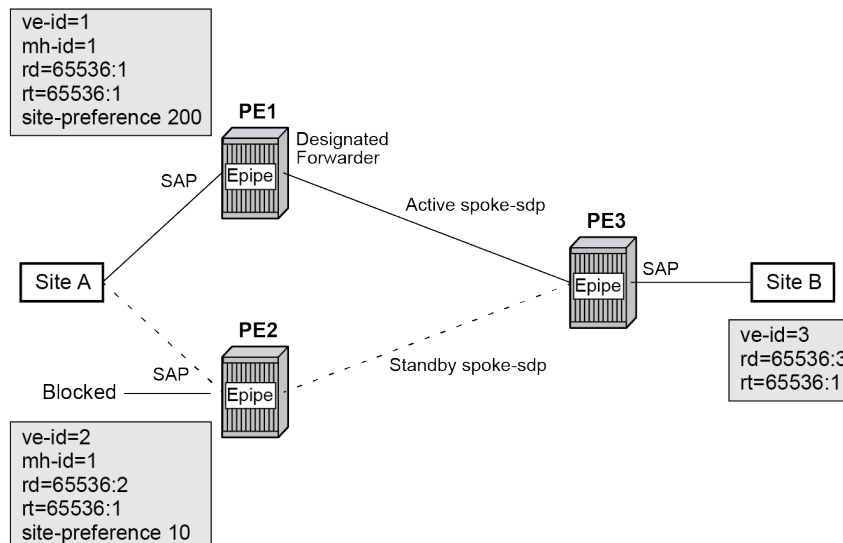 ve-id=1
mh-id=1
rd=65536:1
rt=65536:1
site-preference 200
PE1
Designated
Forwarder
Epipe
SAP
Active spoke-sdp
PE3
Site A
Epipe
SAP
Site B
PE2
SAP
Standby spoke-sdp
Blocked
Epipe
ve-id=3
rd=65536:3
rt=65536:1
ve-id=2
mh-id=1
rd=65536:2
rt=65536:1
site-preference 10